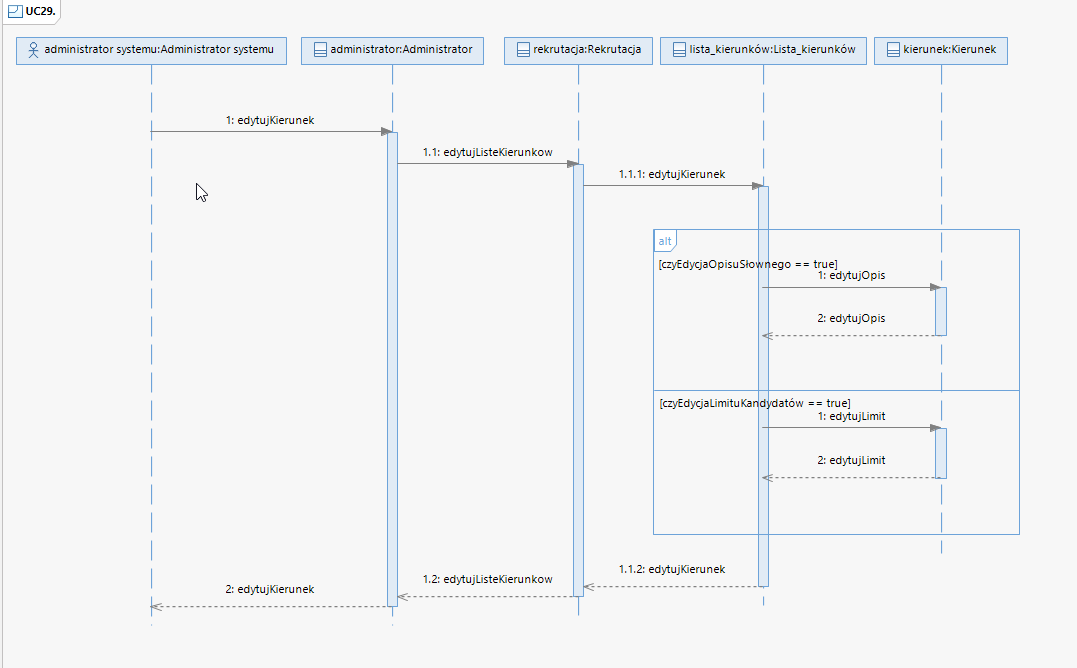 UC29.
administrator systemu:Administrator systemu
administrator:Administrator
rekrutacja:Rekrutacja
lista_kierunków:Lista_kierunków
kierunek:Kierunek
1: edytujKierunek
1.1: edytujListeKierunkow
1.1.1: edytujKierunek
alt
[czyEdycjaOpisuSłownego == true]
1: edytujOpis
2: edytujOpis
[czyEdycjaLimituKandydatów == true]
1: edytujLimit
2: edytujLimit
1.1.2: edytujKierunek
1.2: edytujListeKierunkow
2: edytujKierunek